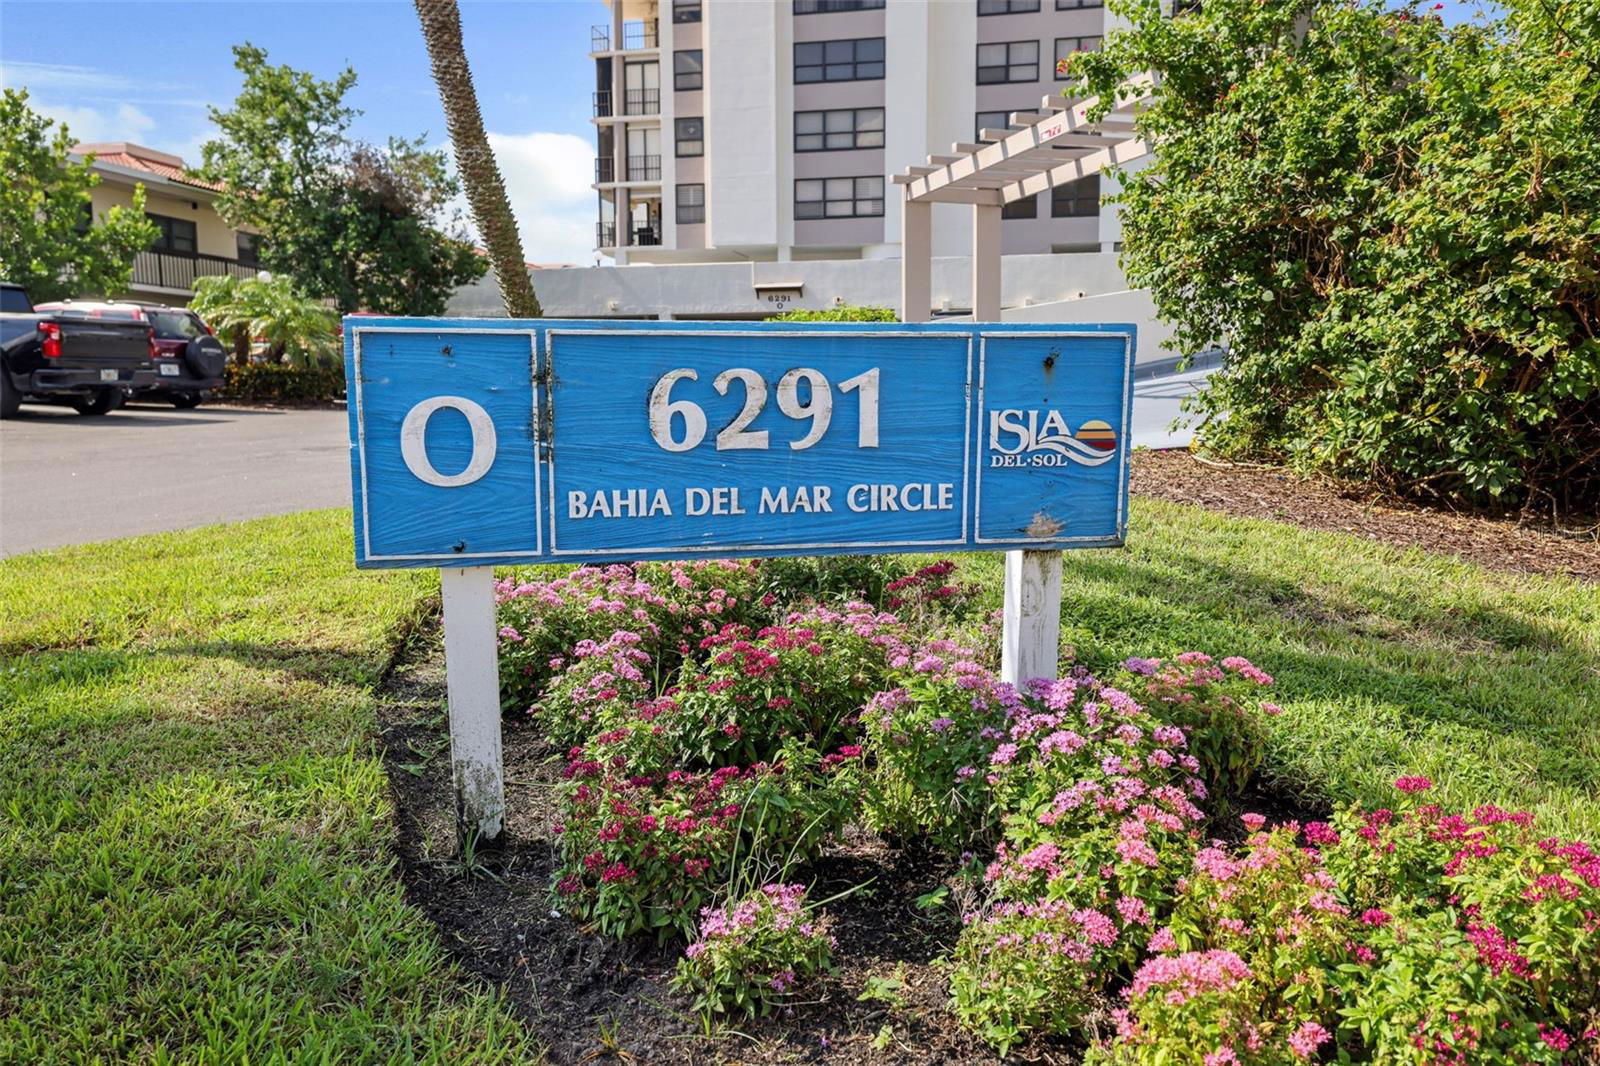 6291
O
O
6291
BAHIA DEL MAR CIRCLE
ISLA
DEL·SOL